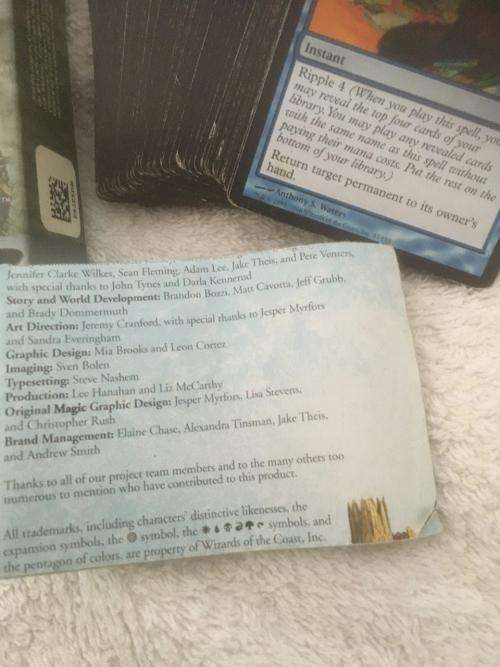 Instant
Ripple 4 (When you play this spell, you
may reveal the top four cards of your
library. You may play any revealed cards
with the same name as this spell without
paying their mana costs. Put the rest on the
bottom of your library.)
Return target permanent to its owner's
hand.
Anthony S. Waters
Jennifer Clarke Wilkes, Sean Fleming, Adam Lee, Jake Theis, and Pete Venters,
with special thanks to John Tynes and Darla Kennerud
Story and World Development: Brandon Bozzi, Matt Cavotta, Jeff Grubb,
and Brady Dommermuth
Art Direction: Jeremy Cranford, with special thanks to Jesper Myrfors
and Sandra Everingham
Graphic Design: Mia Brooks and Leon Cortez
Imaging: Sven Bolen
Typesetting: Steve Nashem
Production: Lee Hanahan and Liz McCarthy
Original Magic Graphic Design: Jesper Myrfors, Lisa Stevens,
and Christopher Rush
Brand Management: Elaine Chase, Alexandra Tinsman, Jake Theis,
and Andrew Smith
Thanks to all of our project team members and to the many others too
numerous to mention who have contributed to this product.
All trademarks, including characters' distinctive likenesses, the
expansion symbols, the symbol, the symbols, and
the pentagon of colors, are property of Wizards of the Coast, Inc.